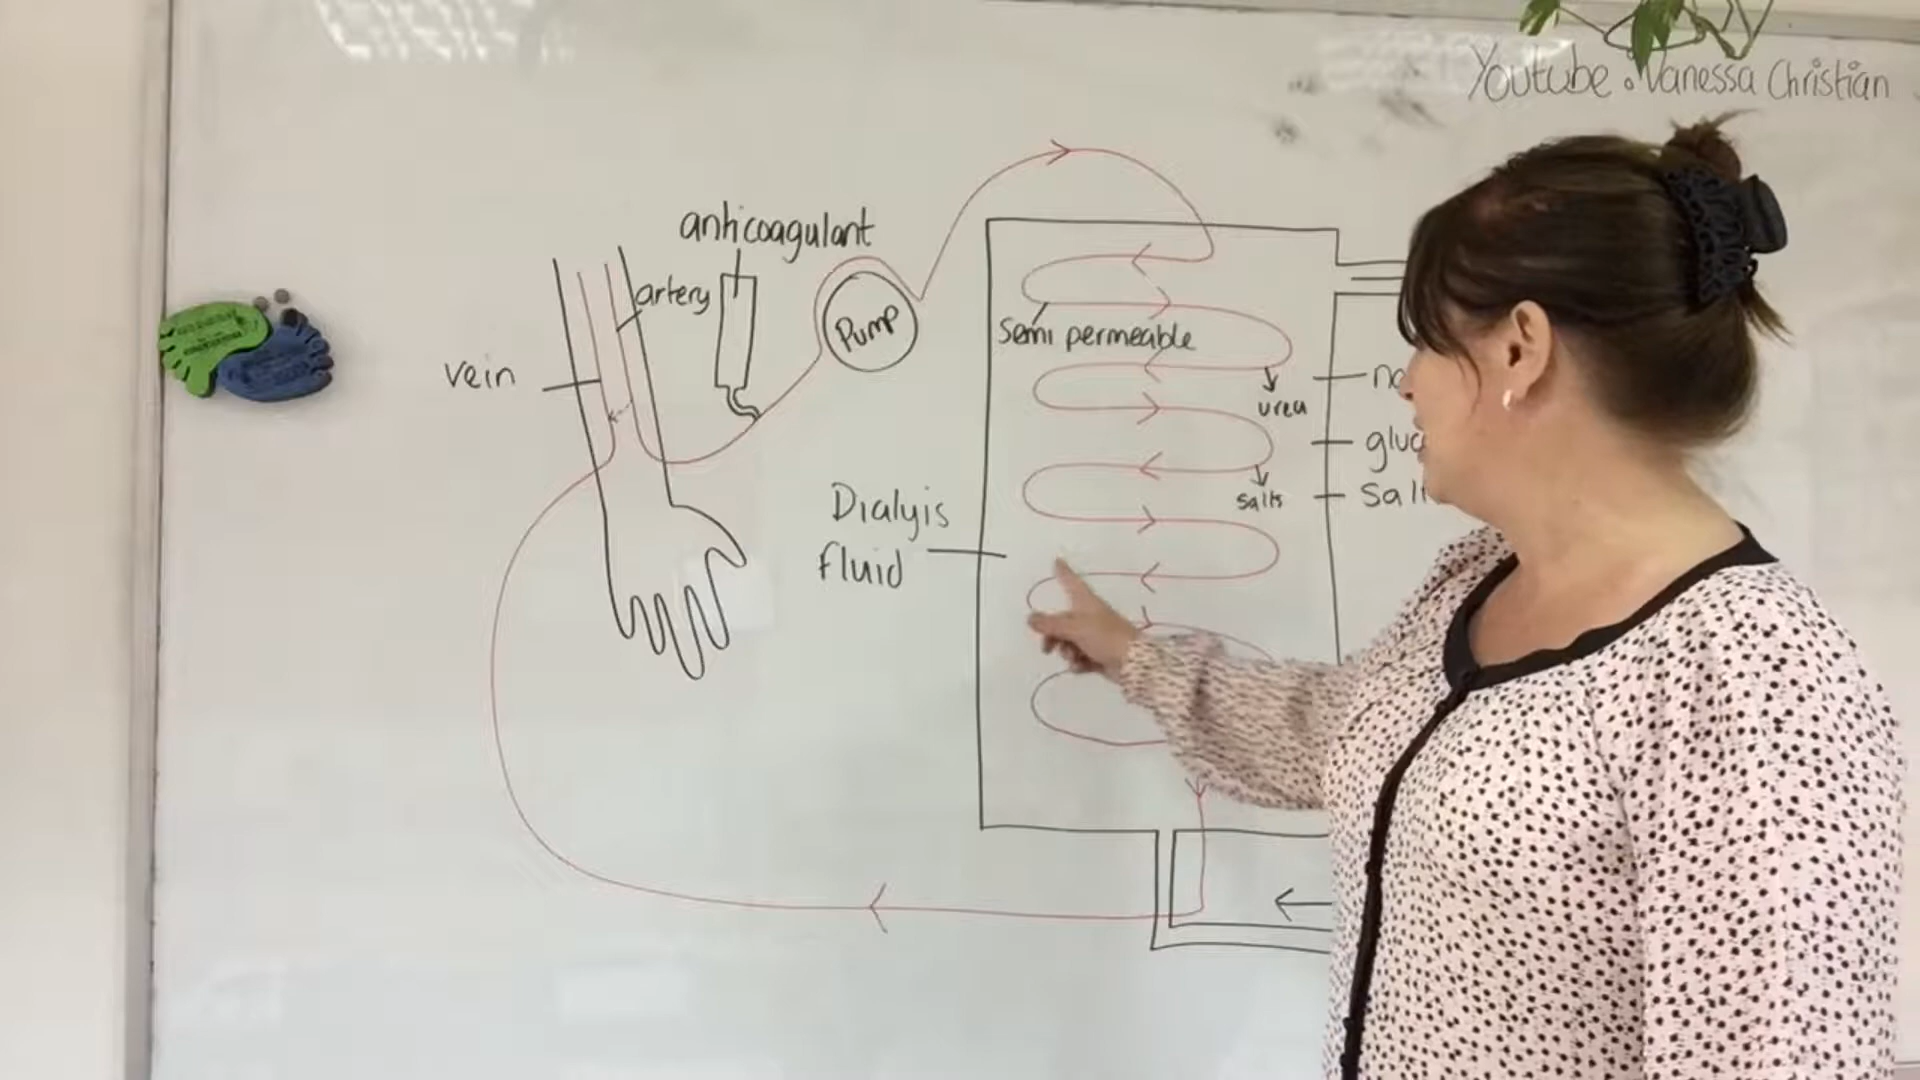 Youtube: Vanessa Christian
anticoagulant
artery
Pump
vein
Semi permeable
urea
salts
Dialyis
fluid